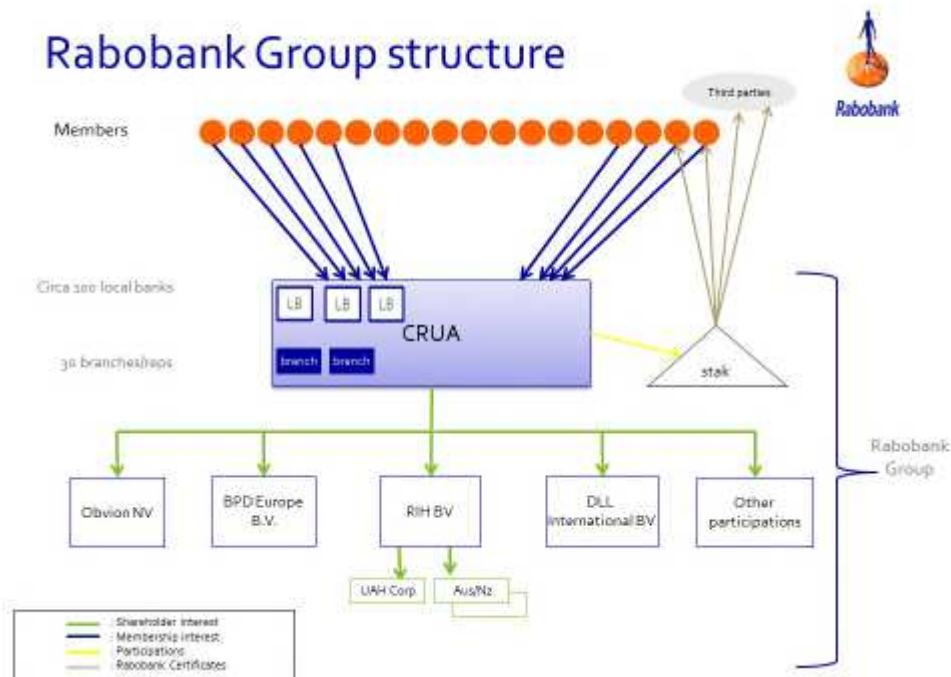 Rabobank Group structure
Third parties
Rabobank
Members
Circa 100 local banks
LB
LB
LB
CRUA
30 branches/reps
branch
branch
stak
Rabobank
Group
Obvion NV
BPD Europe
B.V.
RIH BV
DLL
International BV
Other
participations
UAH Corp
Aus/Nz
: Shareholder interest
: Membership interest
: Participations
: Rabobank Certificates